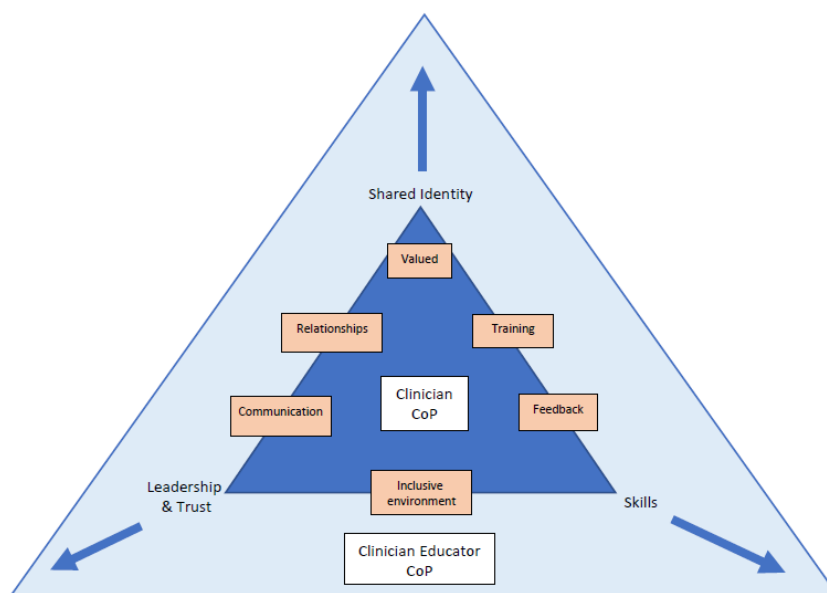 Shared Identity
Valued
Relationships
Training
Clinician
CoP
Communication
Feedback
Leadership
& Trust
Inclusive
environment
Skills
Clinician Educator
CoP